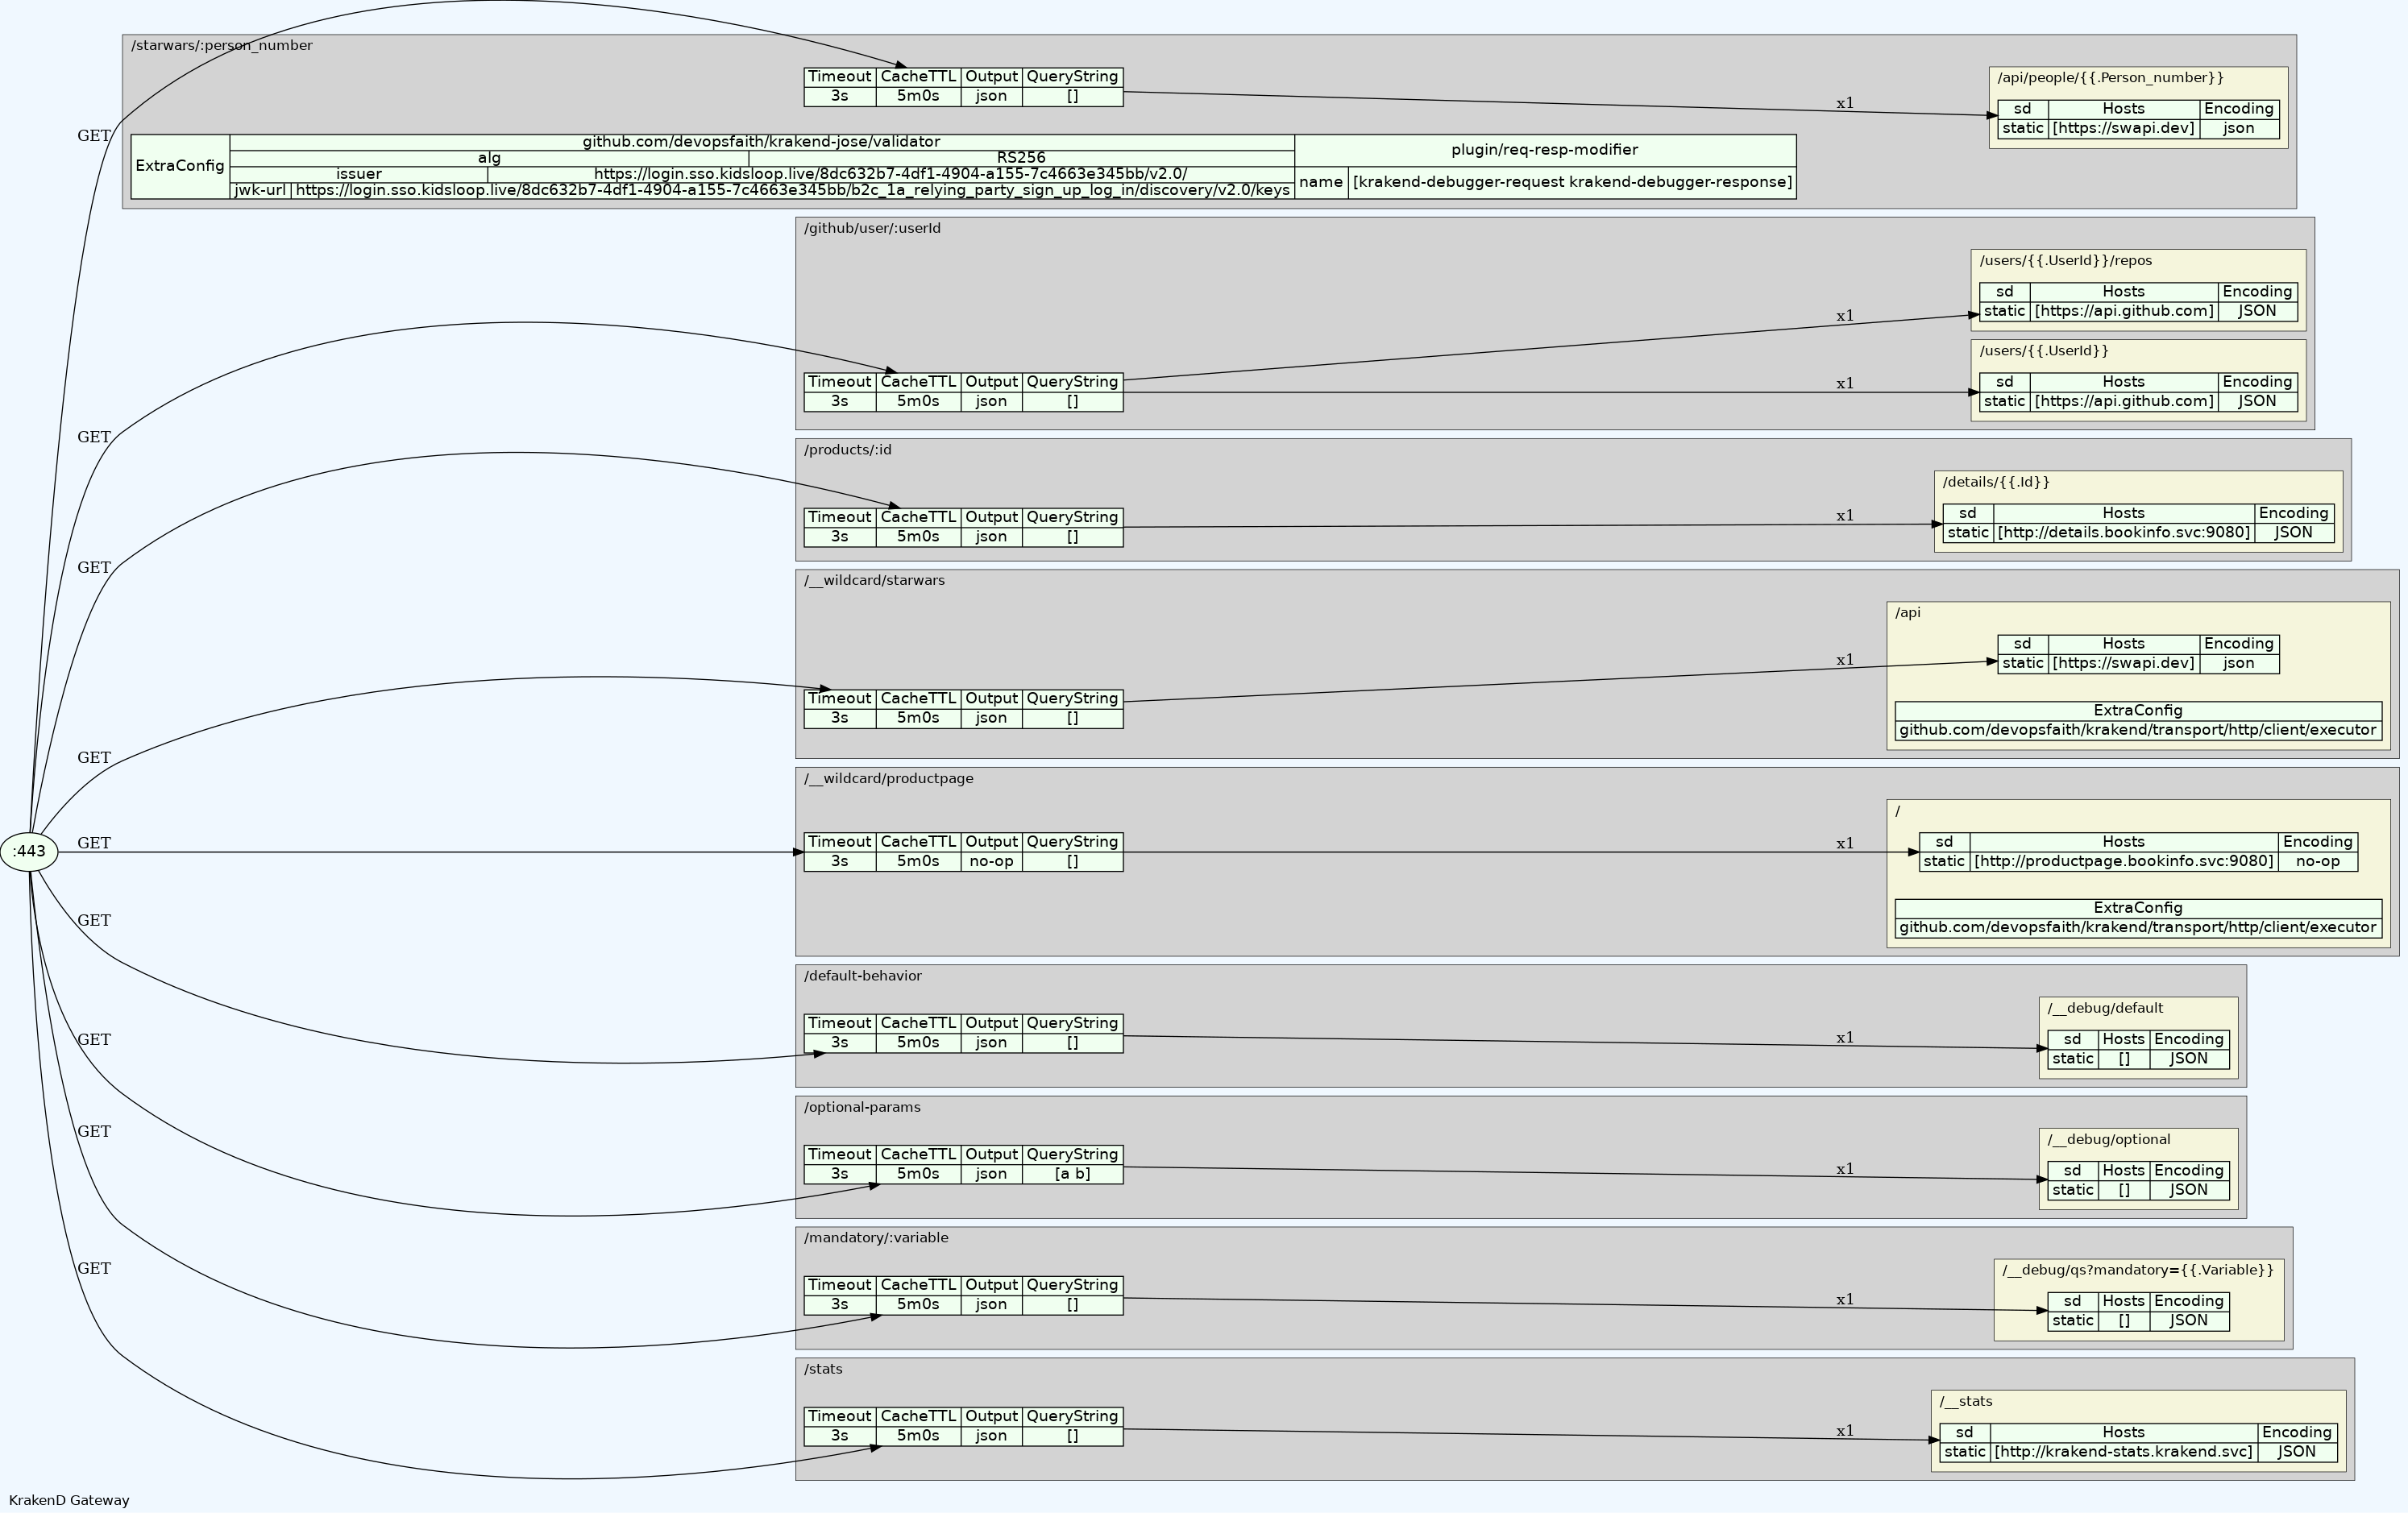 /starwars/:person_number
Timeout CacheTTL Output QueryString
3s 5m0s json []
x1
/api/people/{{.Person_number}}
sd Hosts Encoding
static [https://swapi.dev] json
GET
ExtraConfig
github.com/devopsfaith/krakend-jose/validator
alg RS256
issuer https://login.sso.kidsloop.live/8dc632b7-4df1-4904-a155-7c4663e345bb/v2.0/
jwk-url https://login.sso.kidsloop.live/8dc632b7-4df1-4904-a155-7c4663e345bb/b2c_1a_relying_party_sign_up_log_in/discovery/v2.0/keys
plugin/req-resp-modifier
name [krakend-debugger-request krakend-debugger-response]
/github/user/:userId
/users/{{.UserId}}/repos
sd Hosts Encoding
static [https://api.github.com] JSON
x1
/users/{{.UserId}}
sd Hosts Encoding
static [https://api.github.com] JSON
x1
Timeout CacheTTL Output QueryString
3s 5m0s json []
GET
/products/:id
Timeout CacheTTL Output QueryString
3s 5m0s json []
x1
/details/{{.Id}}
sd Hosts Encoding
static [http://details.bookinfo.svc:9080] JSON
GET
/__wildcard/starwars
/api
sd Hosts Encoding
static [https://swapi.dev] json
x1
Timeout CacheTTL Output QueryString
3s 5m0s json []
ExtraConfig
github.com/devopsfaith/krakend/transport/http/client/executor
GET
/__wildcard/productpage
/
:443
GET
Timeout CacheTTL Output QueryString
3s 5m0s no-op []
x1
sd Hosts Encoding
static [http://productpage.bookinfo.svc:9080] no-op
ExtraConfig
github.com/devopsfaith/krakend/transport/http/client/executor
GET
/default-behavior
Timeout CacheTTL Output QueryString
3s 5m0s json []
x1
/__debug/default
sd Hosts Encoding
static [] JSON
GET
/optional-params
Timeout CacheTTL Output QueryString
3s 5m0s json [a b]
x1
/__debug/optional
sd Hosts Encoding
static [] JSON
GET
/mandatory/:variable
Timeout CacheTTL Output QueryString
3s 5m0s json []
x1
/__debug/qs?mandatory={{.Variable}}
sd Hosts Encoding
static [] JSON
GET
/stats
Timeout CacheTTL Output QueryString
3s 5m0s json []
x1
/__stats
sd Hosts Encoding
static [http://krakend-stats.krakend.svc] JSON
KrakenD Gateway